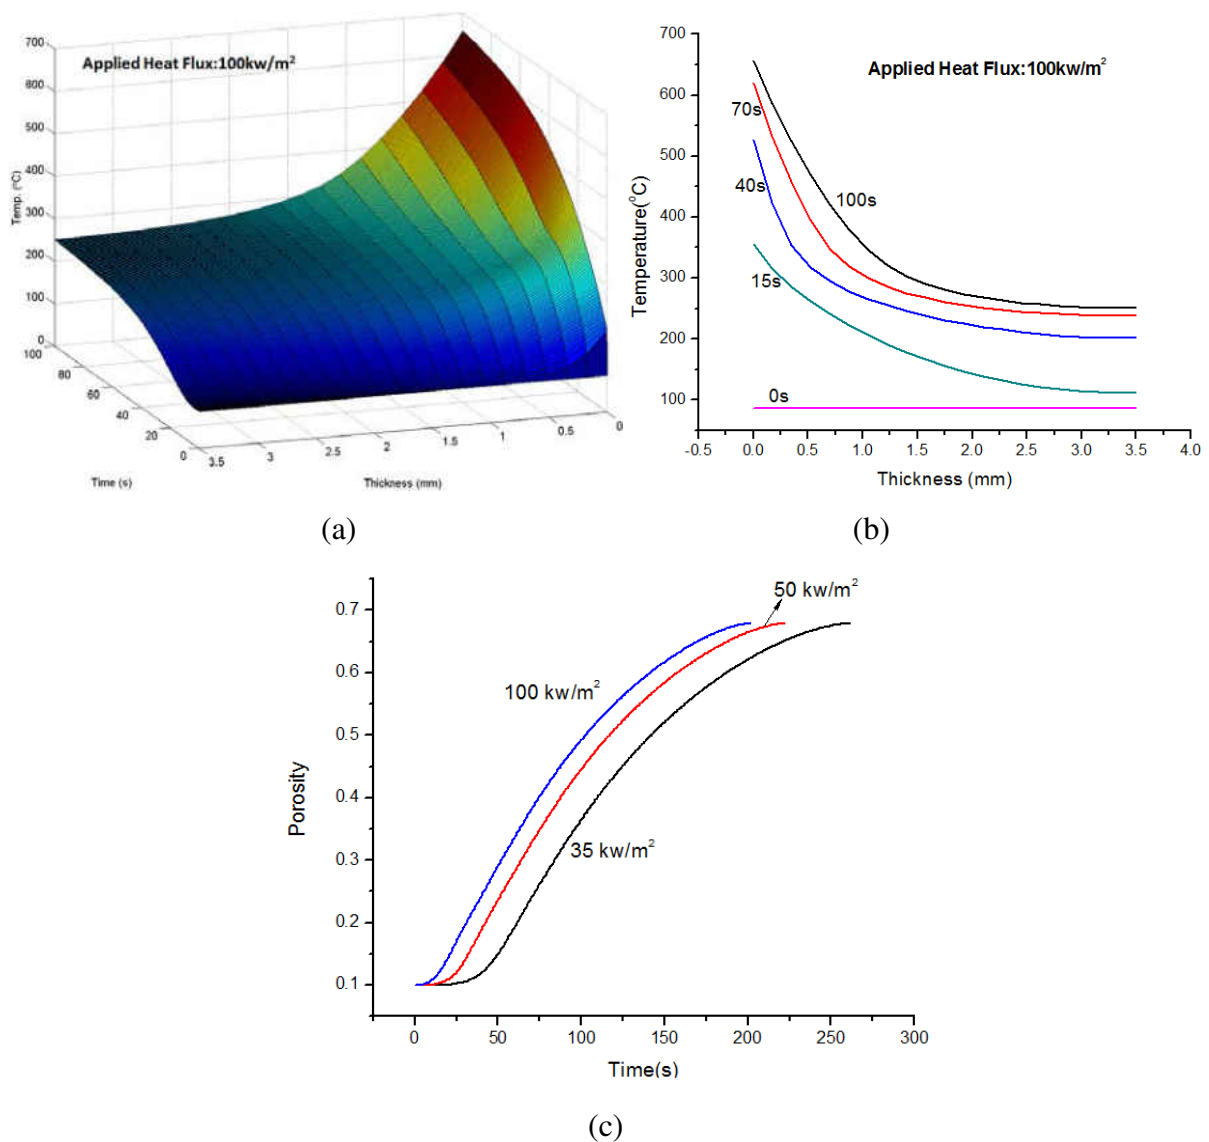 Applied Heat Flux:100kw/m²
700
600
500
400
300
200
100
0
Temp. (°C)
100
80
60
40
20
0
Time (s)
3.5
3
2.5
2
1.5
1
0.5
0
Thickness (mm)
(a)
Applied Heat Flux:100kw/m²
700
600
500
400
300
200
100
Temperature(⁰C)
70s
40s
100s
15s
0s
-0.5 0.0 0.5 1.0 1.5 2.0 2.5 3.0 3.5 4.0
Thickness (mm)
(b)
0.7
0.6
0.5
0.4
0.3
0.2
0.1
Porosity
50 kw/m²
100 kw/m²
35 kw/m²
0 50 100 150 200 250 300
Time(s)
(c)